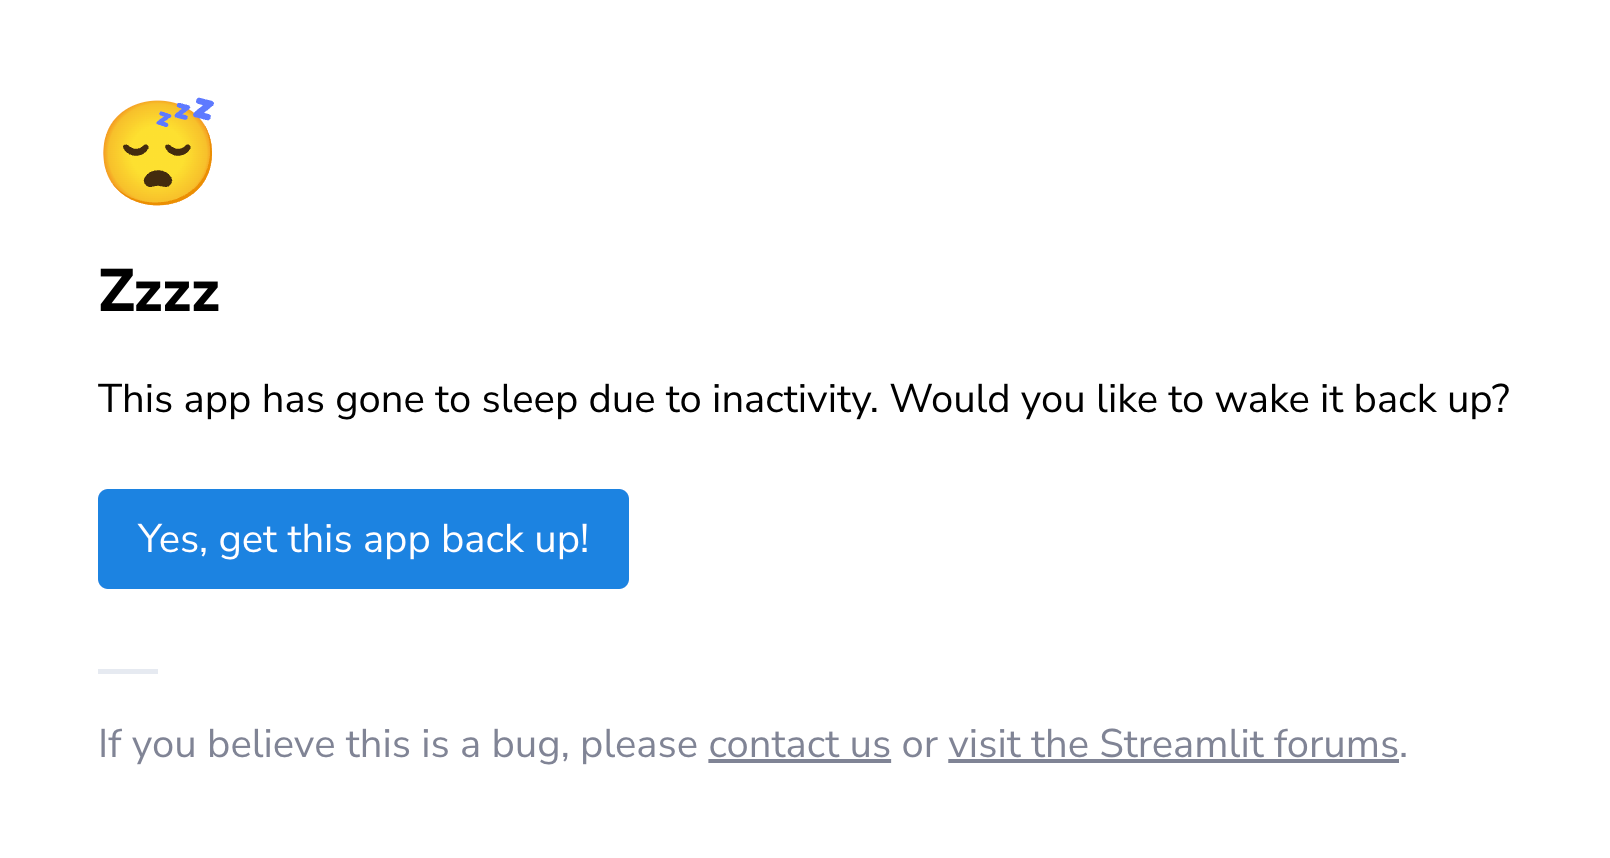 Zzzz
This app has gone to sleep due to inactivity. Would you like to wake it back up?
Yes, get this app back up!
If you believe this is a bug, please contact us or visit the Streamlit forums.